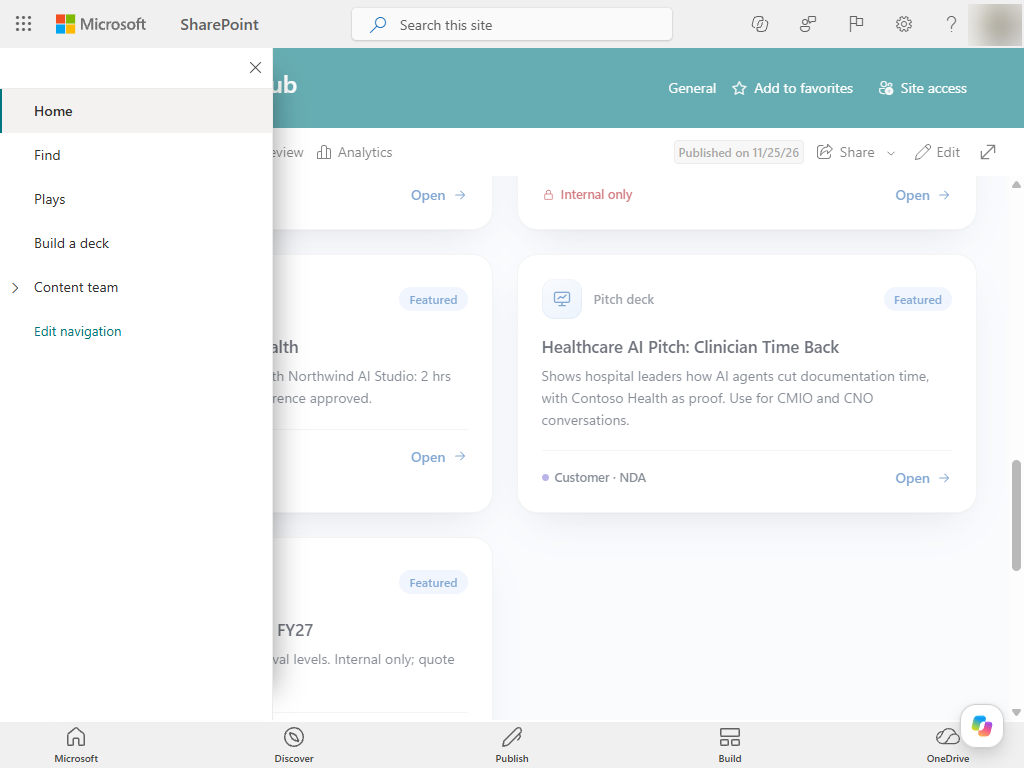 Microsoft
SharePoint
Search this site
ub
General
Add to favorites
Site access
Home
Find
Plays
Build a deck
Content team
Edit navigation
eview
Analytics
Published on 11/25/26
Share
Edit
Open
Internal only
Open
Featured
alth
th Northwind AI Studio: 2 hrs
rence approved.
Open
Pitch deck
Featured
Healthcare AI Pitch: Clinician Time Back
Shows hospital leaders how AI agents cut documentation time,
with Contoso Health as proof. Use for CMIO and CNO
conversations.
Customer · NDA
Open
Featured
FY27
val levels. Internal only; quote
Microsoft
Discover
Publish
Build
OneDrive